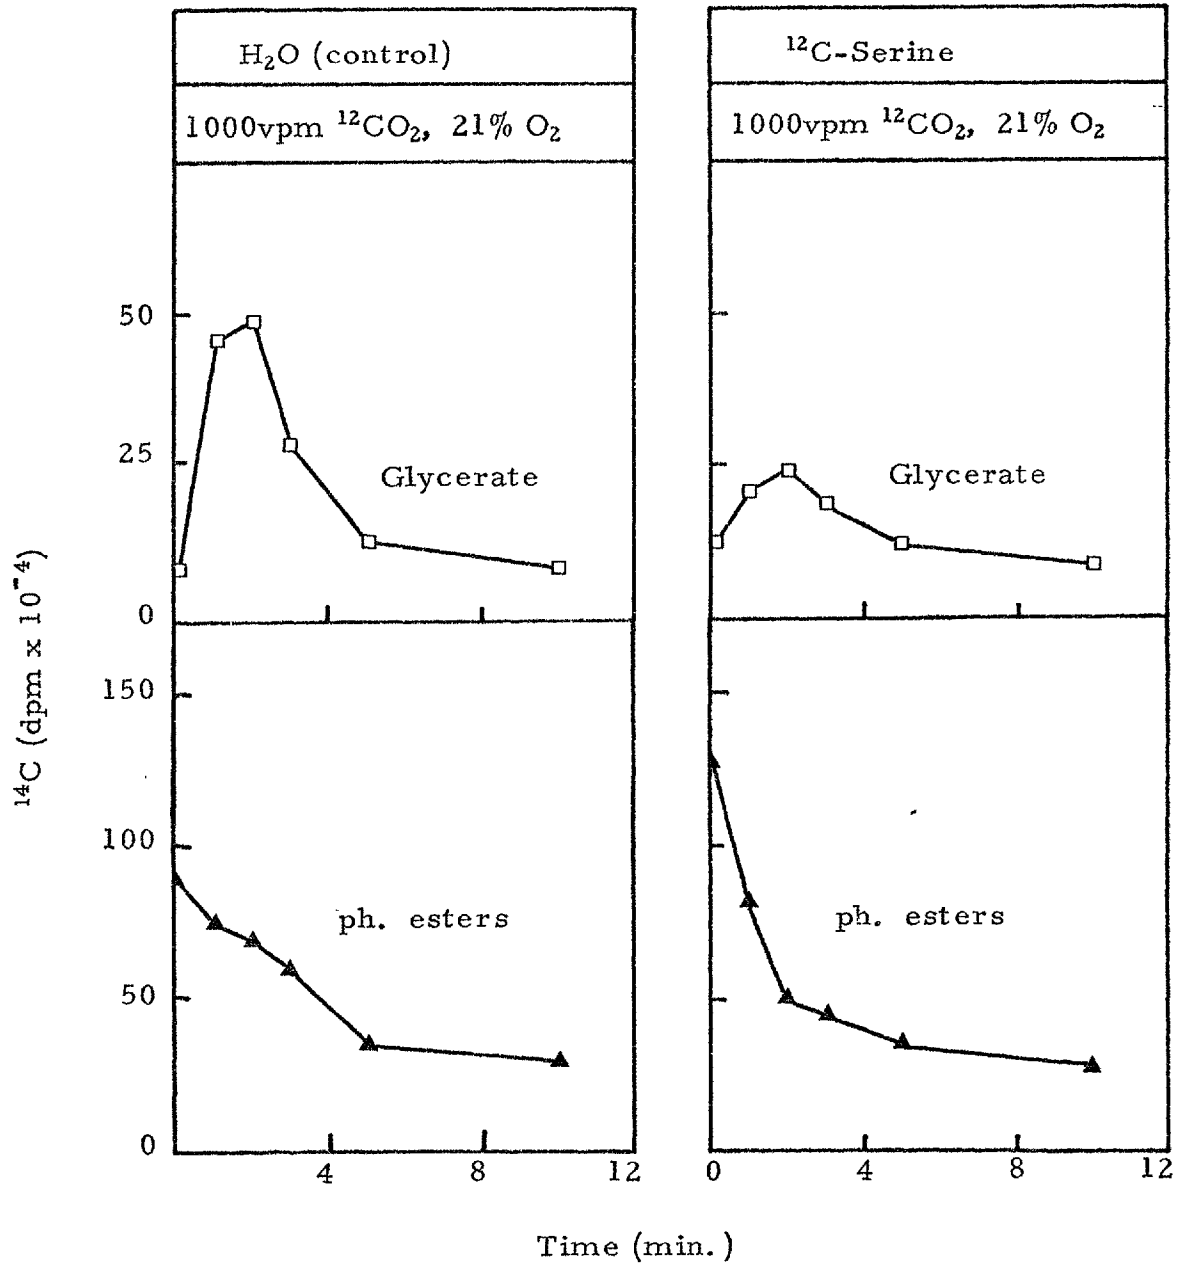 H₂O (control)
¹²C-Serine
1000vpm ¹²CO₂, 21% O₂
1000vpm ¹²CO₂, 21% O₂
50
25
0
Glycerate
Glycerate
150
100
50
0
ph. esters
ph. esters
¹⁴C (dpm x 10⁻⁴)
4
8
12
0
4
8
12
Time (min.)